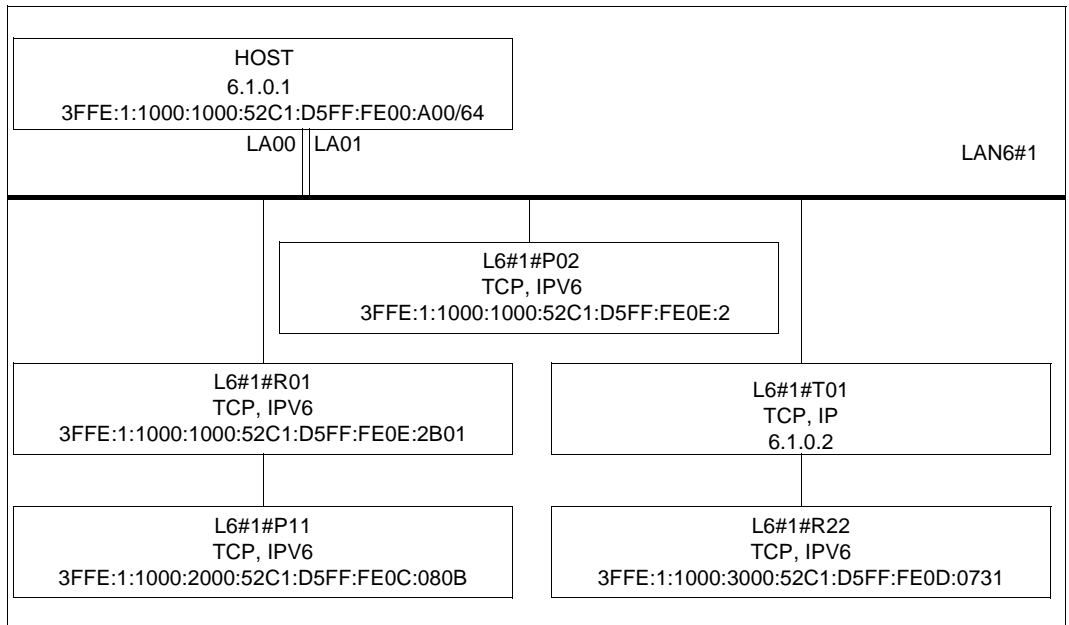 HOST
6.1.0.1
3FFE:1:1000:1000:52C1:D5FF:FE00:A00/64
LA00 LA01
LAN6#1
L6#1#P02
TCP, IPV6
3FFE:1:1000:1000:52C1:D5FF:FE0E:2
L6#1#R01
TCP, IPV6
3FFE:1:1000:1000:52C1:D5FF:FE0E:2B01
L6#1#T01
TCP, IP
6.1.0.2
L6#1#P11
TCP, IPV6
3FFE:1:1000:2000:52C1:D5FF:FE0C:080B
L6#1#R22
TCP, IPV6
3FFE:1:1000:3000:52C1:D5FF:FE0D:0731